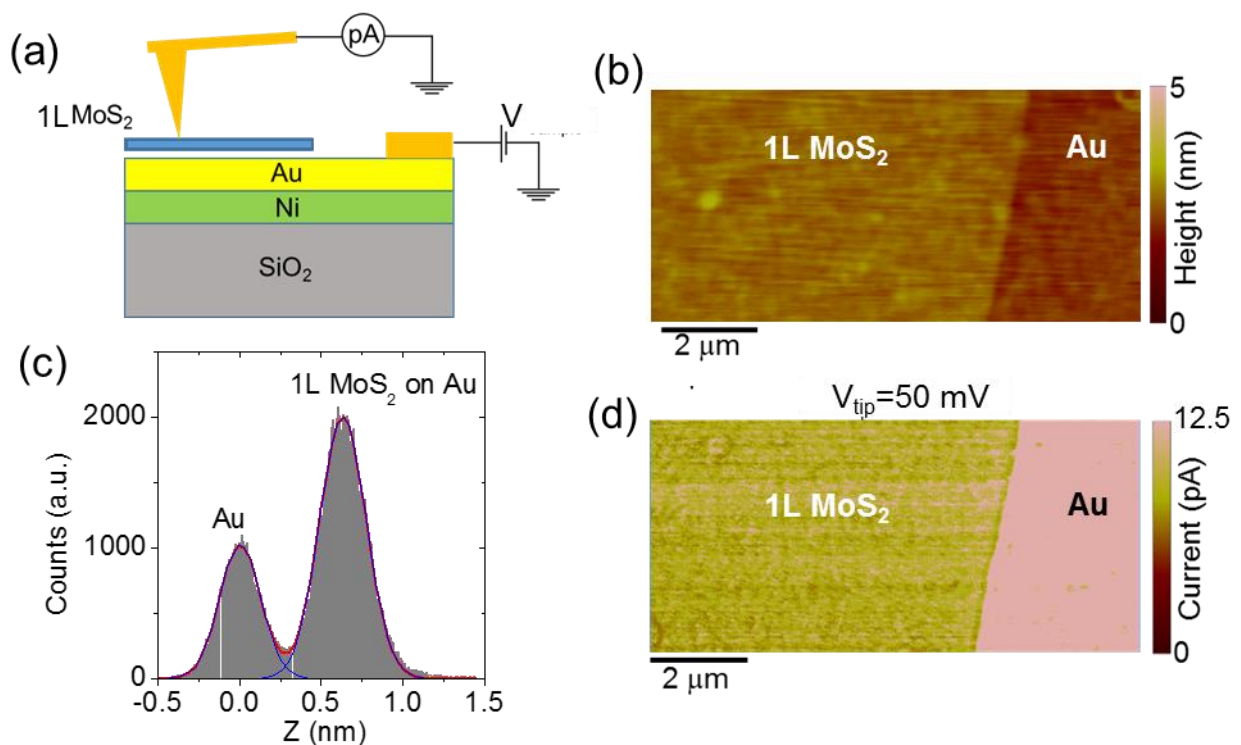 (a)
pA
1L MoS₂
V
Au
Ni
SiO₂
(b)
1L MoS₂
Au
5
Height (nm)
0
2 μm
(c)
1L MoS₂ on Au
Au
2000
1000
0
Counts (a.u.)
-0.5 0.0 0.5 1.0 1.5
Z (nm)
(d)
Vtip=50 mV
1L MoS₂
Au
12.5
Current (pA)
0
2 μm